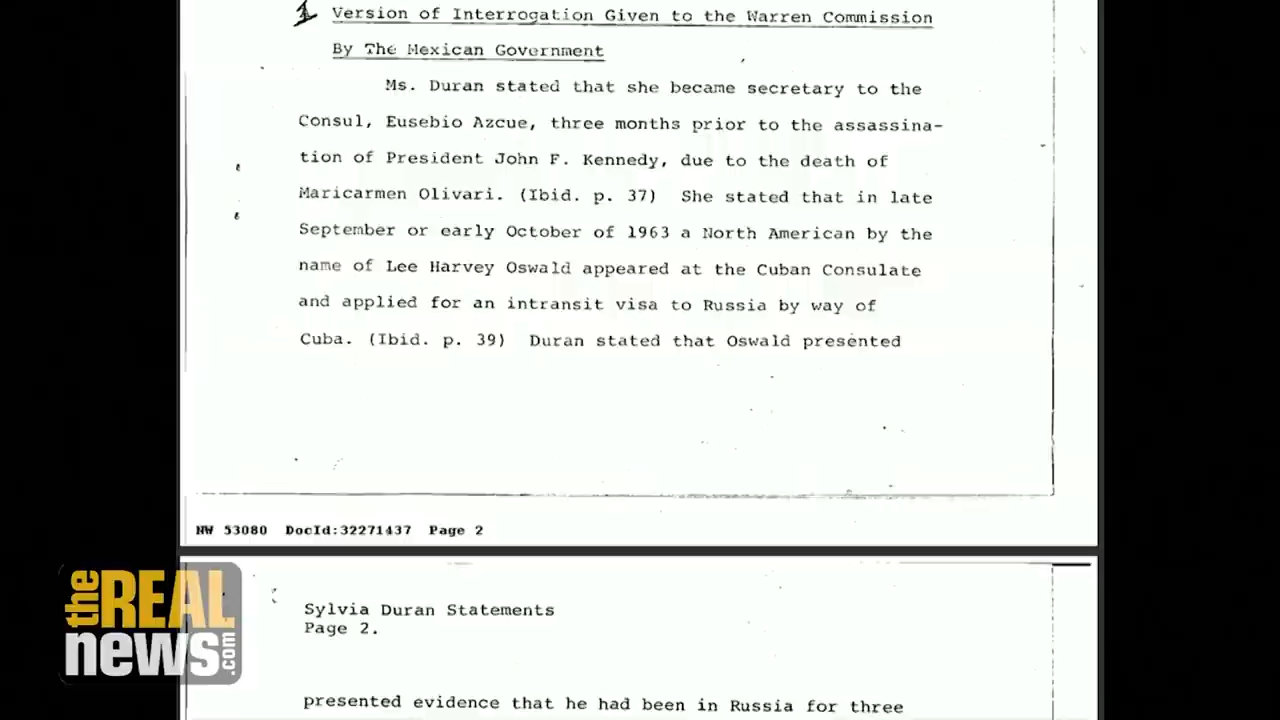 Version of Interrogation Given to the Warren Commission
By The Mexican Government
Ms. Duran stated that she became secretary to the
Consul, Eusebio Azcue, three months prior to the assassina-
tion of President John F. Kennedy, due to the death of
Maricarmen Olivari. (Ibid. p. 37) She stated that in late
September or early October of 1963 a North American by the
name of Lee Harvey Oswald appeared at the Cuban Consulate
and applied for an intransit visa to Russia by way of
Cuba. (Ibid. p. 39) Duran stated that Oswald presented
NW 53080 DocId:32271437 Page 2
Sylvia Duran Statements
Page 2.
presented evidence that he had been in Russia for three
the REAL
news.com